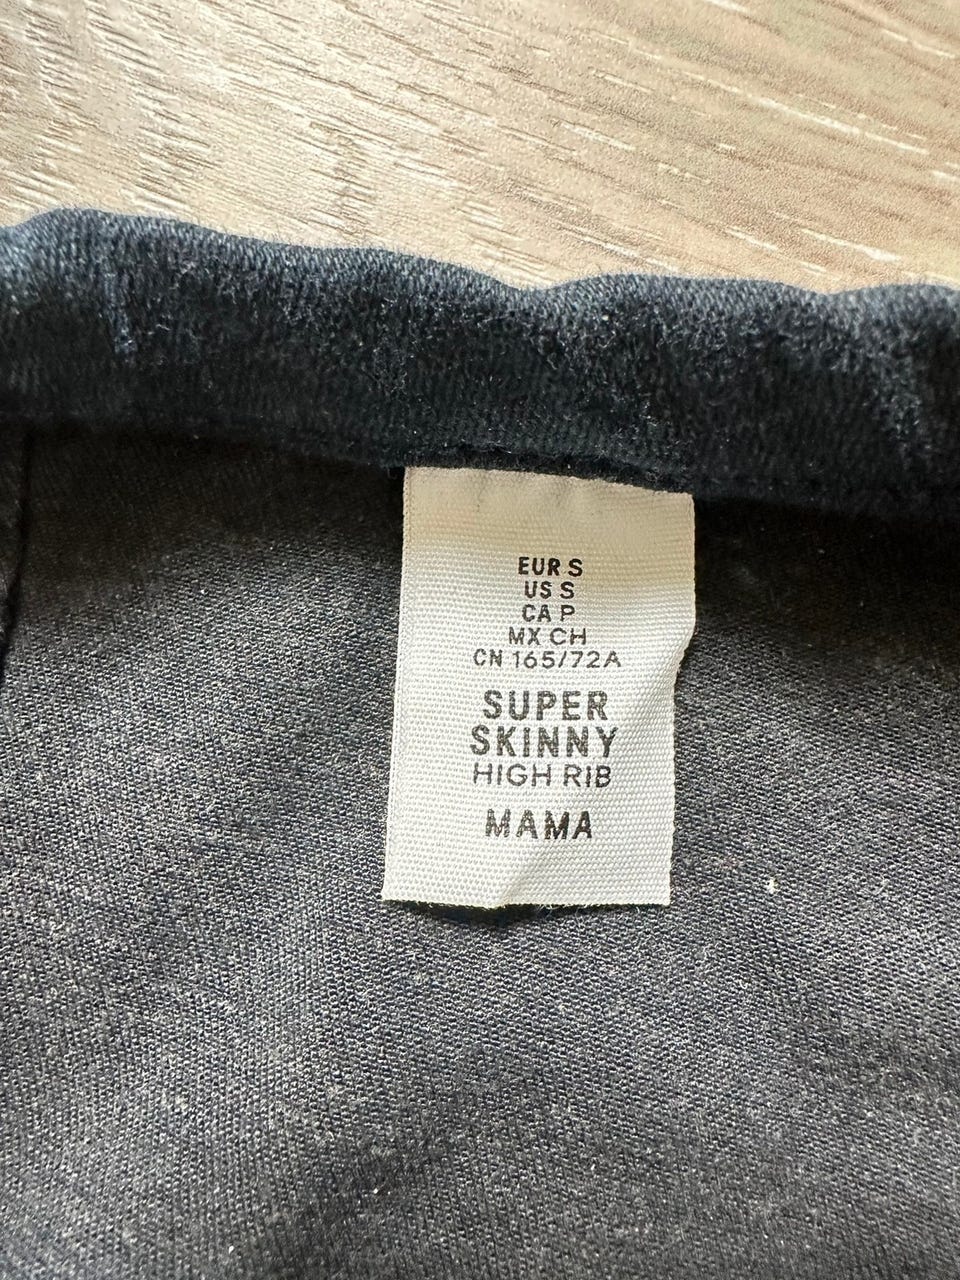 EUR S
US S
CA P
MX CH
CN 165/72A
SUPER
SKINNY
HIGH RIB
MAMA